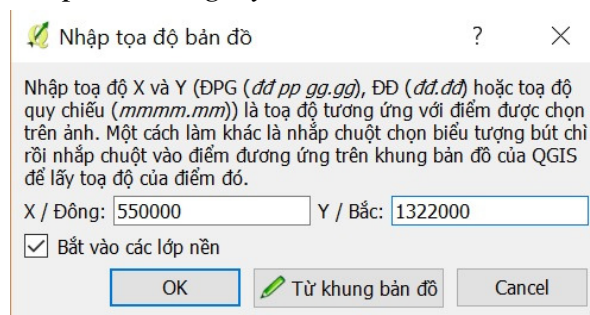 Nhập tọa độ bản đồ ? ×
Nhập toạ độ X và Y (ĐPG (đđ pp gg.gg), ĐĐ (đđ.đđ) hoặc toạ độ
quy chiếu (mmmm.mm)) là toạ độ tương ứng với điểm được chọn
trên ảnh. Một cách làm khác là nhắp chuột chọn biểu tượng bút chì
rồi nhắp chuột vào điểm đương ứng trên khung bản đồ của QGIS
để lấy toạ độ của điểm đó.
X / Đông: 550000 Y / Bắc: 1322000
Bắt vào các lớp nền
OK Từ khung bản đồ Cancel